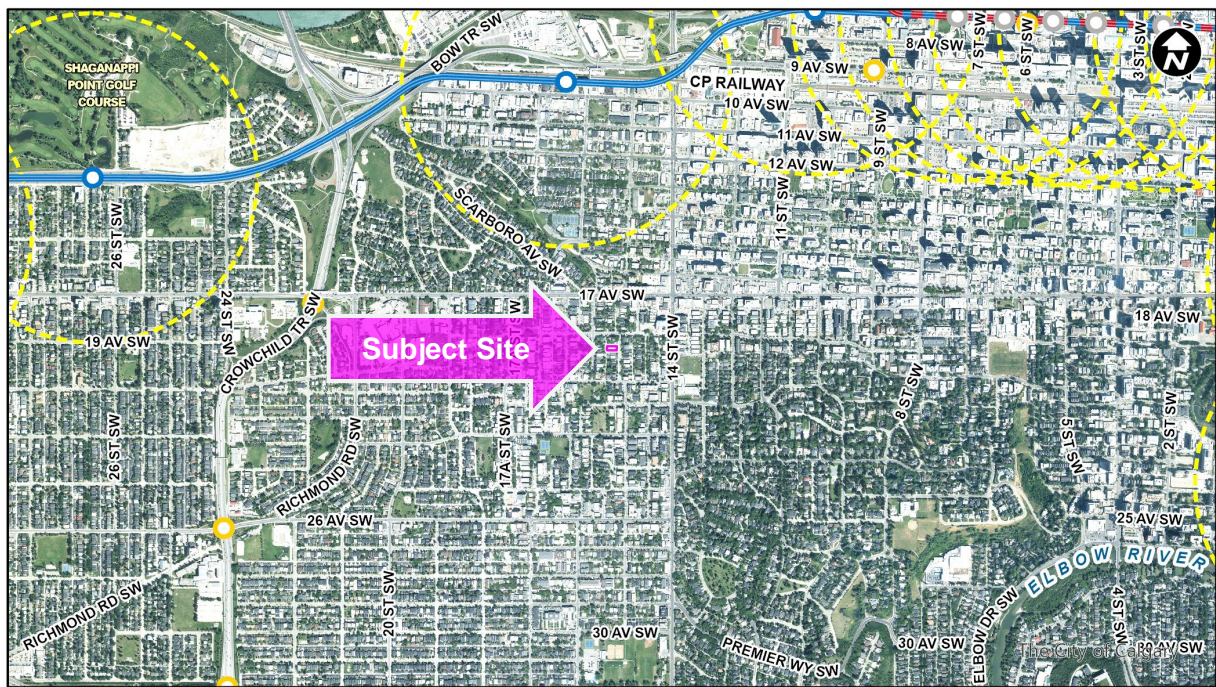 SHAGANAPPI
POINT GOLF
COURSE
BOW TR SW
8 AV SW
7 ST SW
6 ST SW
3 ST SW
N
9 AV SW
CP RAILWAY
10 AV SW
11 AV SW
9 ST SW
12 AV SW
SCARBORO AV SW
11 ST SW
26 ST SW
24 ST SW
17 AV SW
18 AV SW
CROWCHILD TR SW
19 AV SW
Subject Site
14 ST SW
8 ST SW
5 ST SW
2 ST SW
26 ST SW
17A ST SW
RICHMOND RD SW
26 AV SW
25 AV SW
ELBOW RIVER
RICHMOND RD SW
20 ST SW
30 AV SW
PREMIER WY SW
ELBOW DR SW
30 AV SW
4 ST SW
The City of Calgary